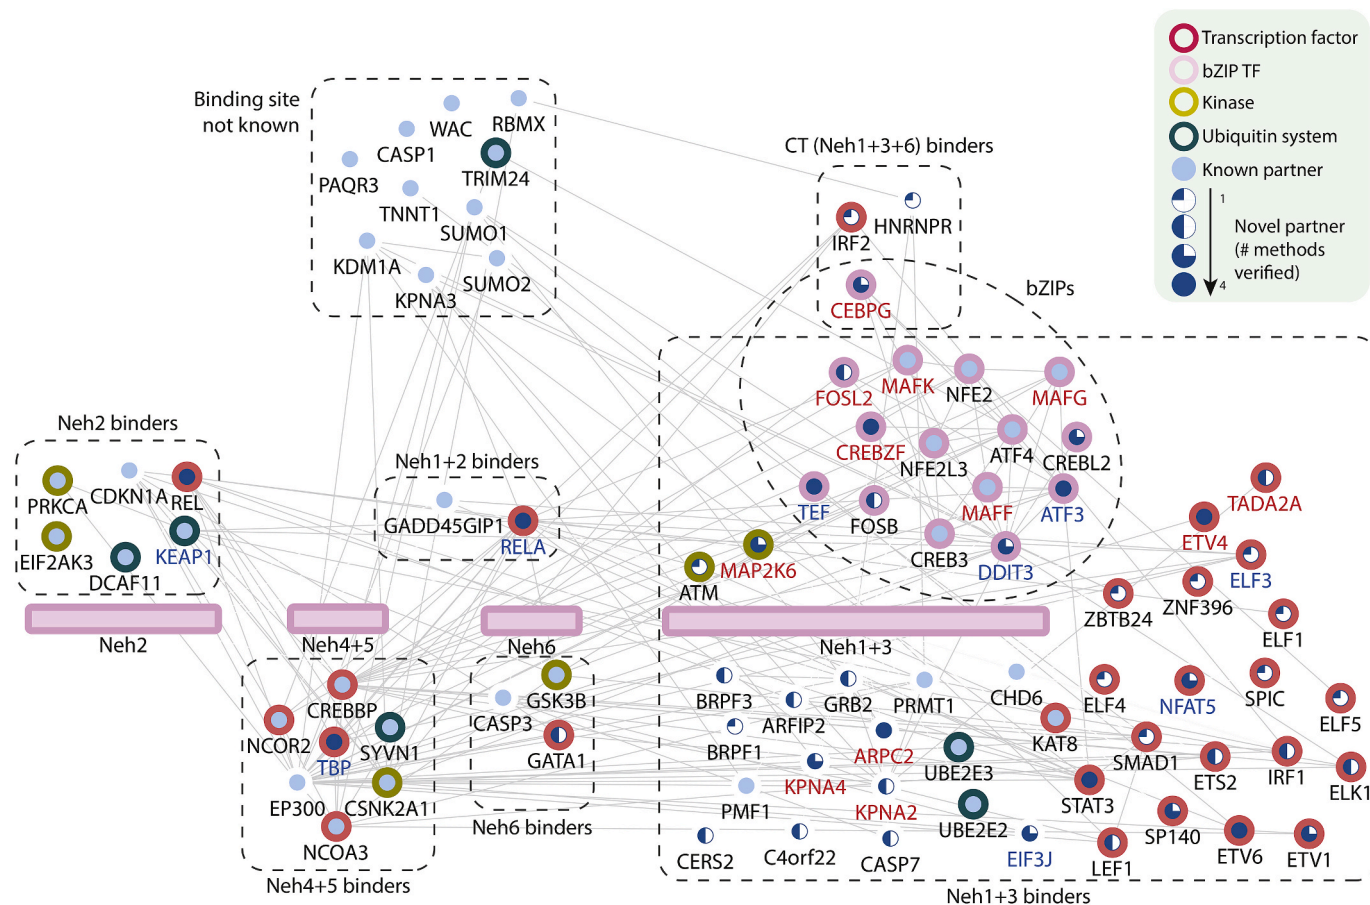 Transcription factor
bZIP TF
Kinase
Ubiquitin system
Known partner
1
Novel partner
(# methods
verified)
4
Binding site
not known
WAC
RBMX
CASP1
TRIM24
PAQR3
TNNT1
SUMO1
KDM1A
SUMO2
KPNA3
CT (Neh1+3+6) binders
IRF2
HNRNPR
CEBPG
bZIPs
FOSL2
MAFK
NFE2
MAFG
CREBZF
NFE2L3
ATF4
CREBL2
TEF
FOSB
MAFF
ATF3
CREB3
DDIT3
Neh2 binders
PRKCA
CDKN1A
REL
EIF2AK3
DCAF11
KEAP1
Neh1+2 binders
GADD45GIP1
RELA
ATM
MAP2K6
TADA2A
ETV4
ELF3
ZBTB24
ZNF396
ELF1
Neh2
Neh4+5
Neh6
Neh1+3
CREBBP
NCOR2
TBP
SYVN1
EP300
CSNK2A1
NCOA3
Neh4+5 binders
GSK3B
CASP3
GATA1
Neh6 binders
BRPF3
ARFIP2
GRB2
PRMT1
CHD6
ELF4
NFAT5
SPIC
ELF5
BRPF1
ARPC2
KAT8
KPNA4
UBE2E3
SMAD1
ETS2
IRF1
ELK1
PMF1
KPNA2
UBE2E2
STAT3
SP140
CERS2
C4orf22
CASP7
EIF3J
LEF1
ETV6
ETV1
Neh1+3 binders